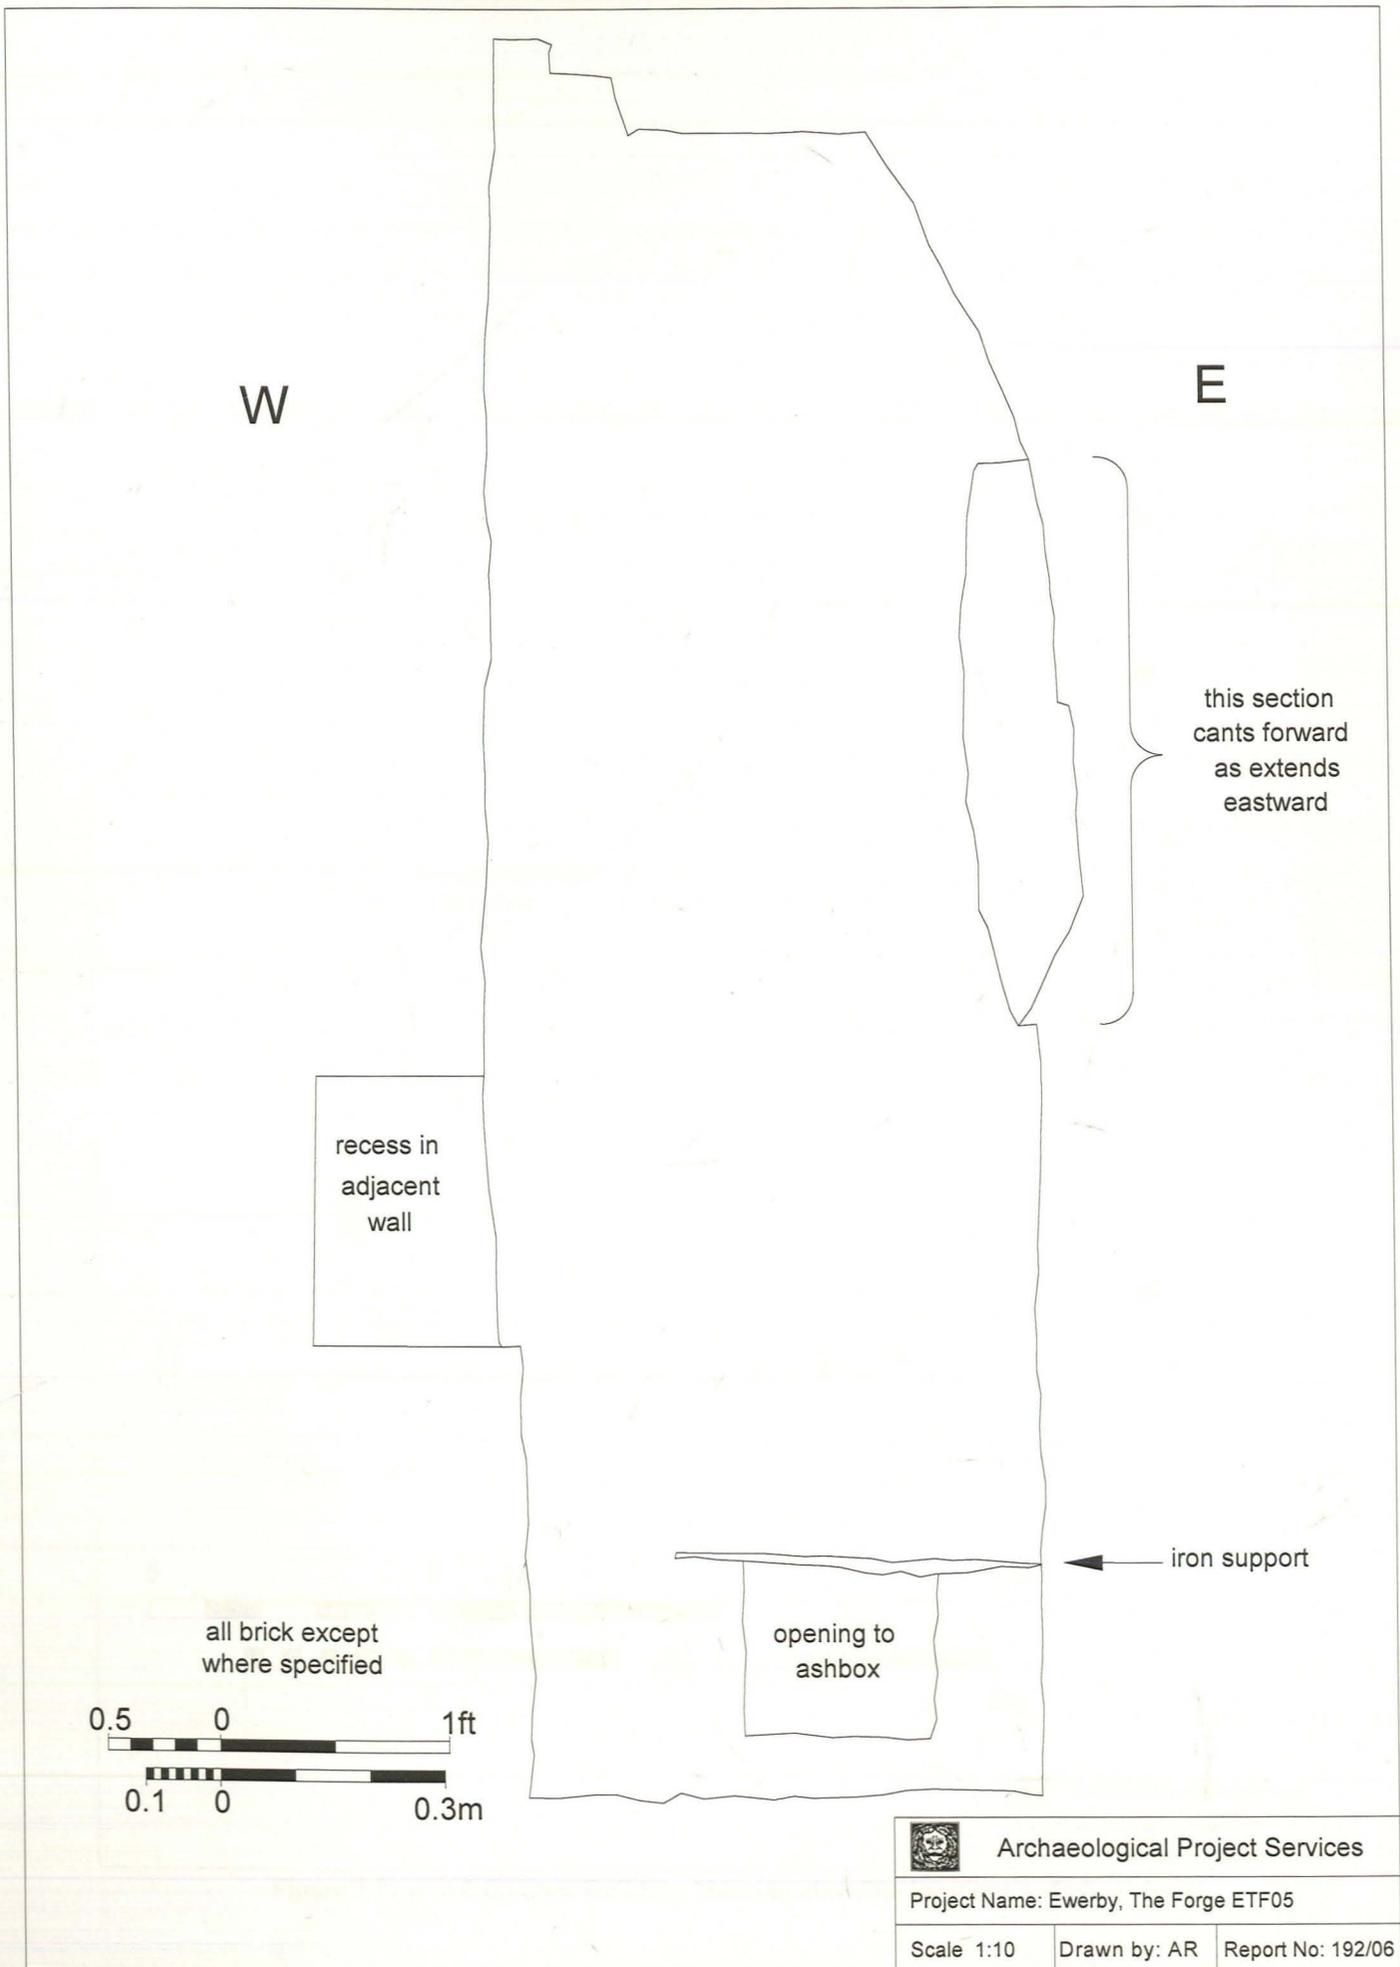 W
E
this section
cants forward
as extends
eastward
recess in
adjacent
wall
iron support
opening to
ashbox
all brick except
where specified
0.5 0 1ft
0.1 0 0.3m
Archaeological Project Services
Project Name: Ewerby, The Forge ETF05
Scale 1:10 Drawn by: AR Report No: 192/06